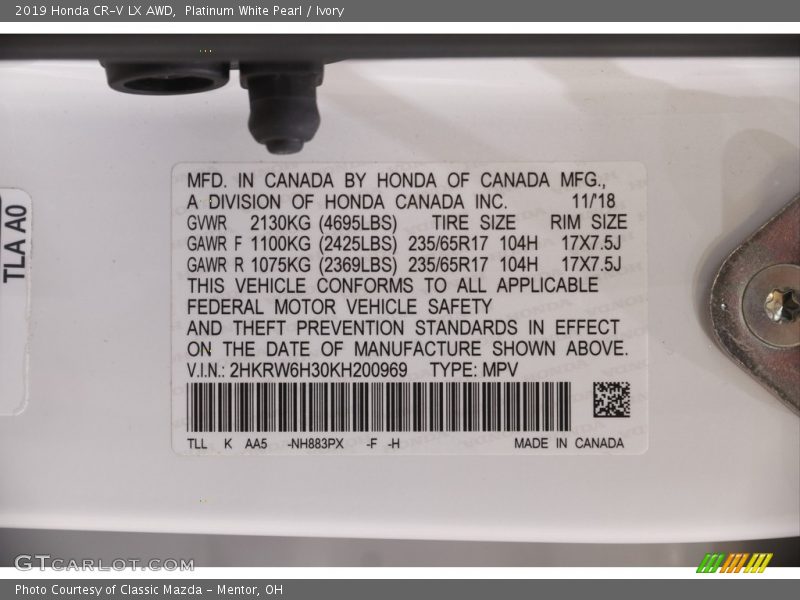 2019 Honda CR-V LX AWD,  Platinum White Pearl / Ivory
MFD. IN CANADA BY HONDA OF CANADA MFG.,
A DIVISION OF HONDA CANADA INC. 11/'18
GVWR 2130KG (4695LBS) TIRE SIZE RIM SIZE
GAWR F 1100KG (2425LBS) 235/65R17 104H 17X7.5J
GAWR R 1075KG (2369LBS) 235/65R17 104H 17X7.5J
THIS VEHICLE CONFORMS TO ALL APPLICABLE
FEDERAL MOTOR VEHICLE SAFETY
AND THEFT PREVENTION STANDARDS IN EFFECT
ON THE DATE OF MANUFACTURE SHOWN ABOVE.
V.I.N.: 2HKRW6H30KH200969 TYPE: MPV
TLL K AA5 -NH883PX -F -H MADE IN CANADA
TLA A0
GTCARLOT.COM
Photo Courtesy of Classic Mazda - Mentor, OH